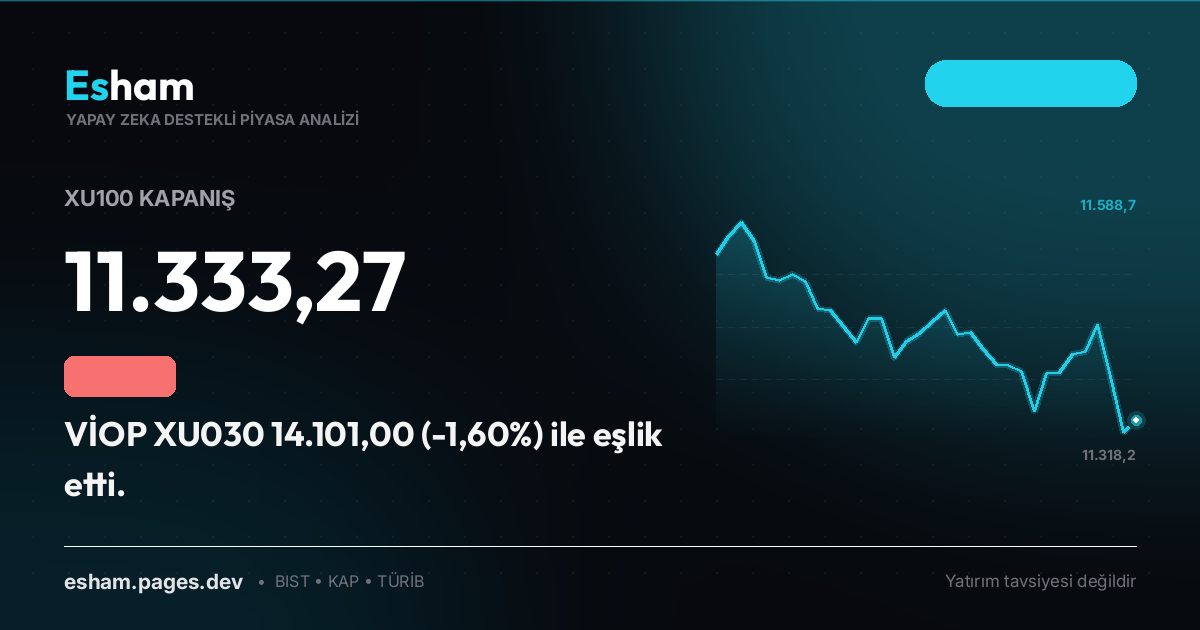 Esham
YAPAY ZEKA DESTEKLİ PİYASA ANALİZİ
XU100 KAPANIŞ
11.333,27
VİOP XU030 14.101,00 (-1,60%) ile eşlik
etti.
11.588,7
11.318,2
esham.pages.dev • BIST • KAP • TÜRİB
Yatırım tavsiyesi değildir